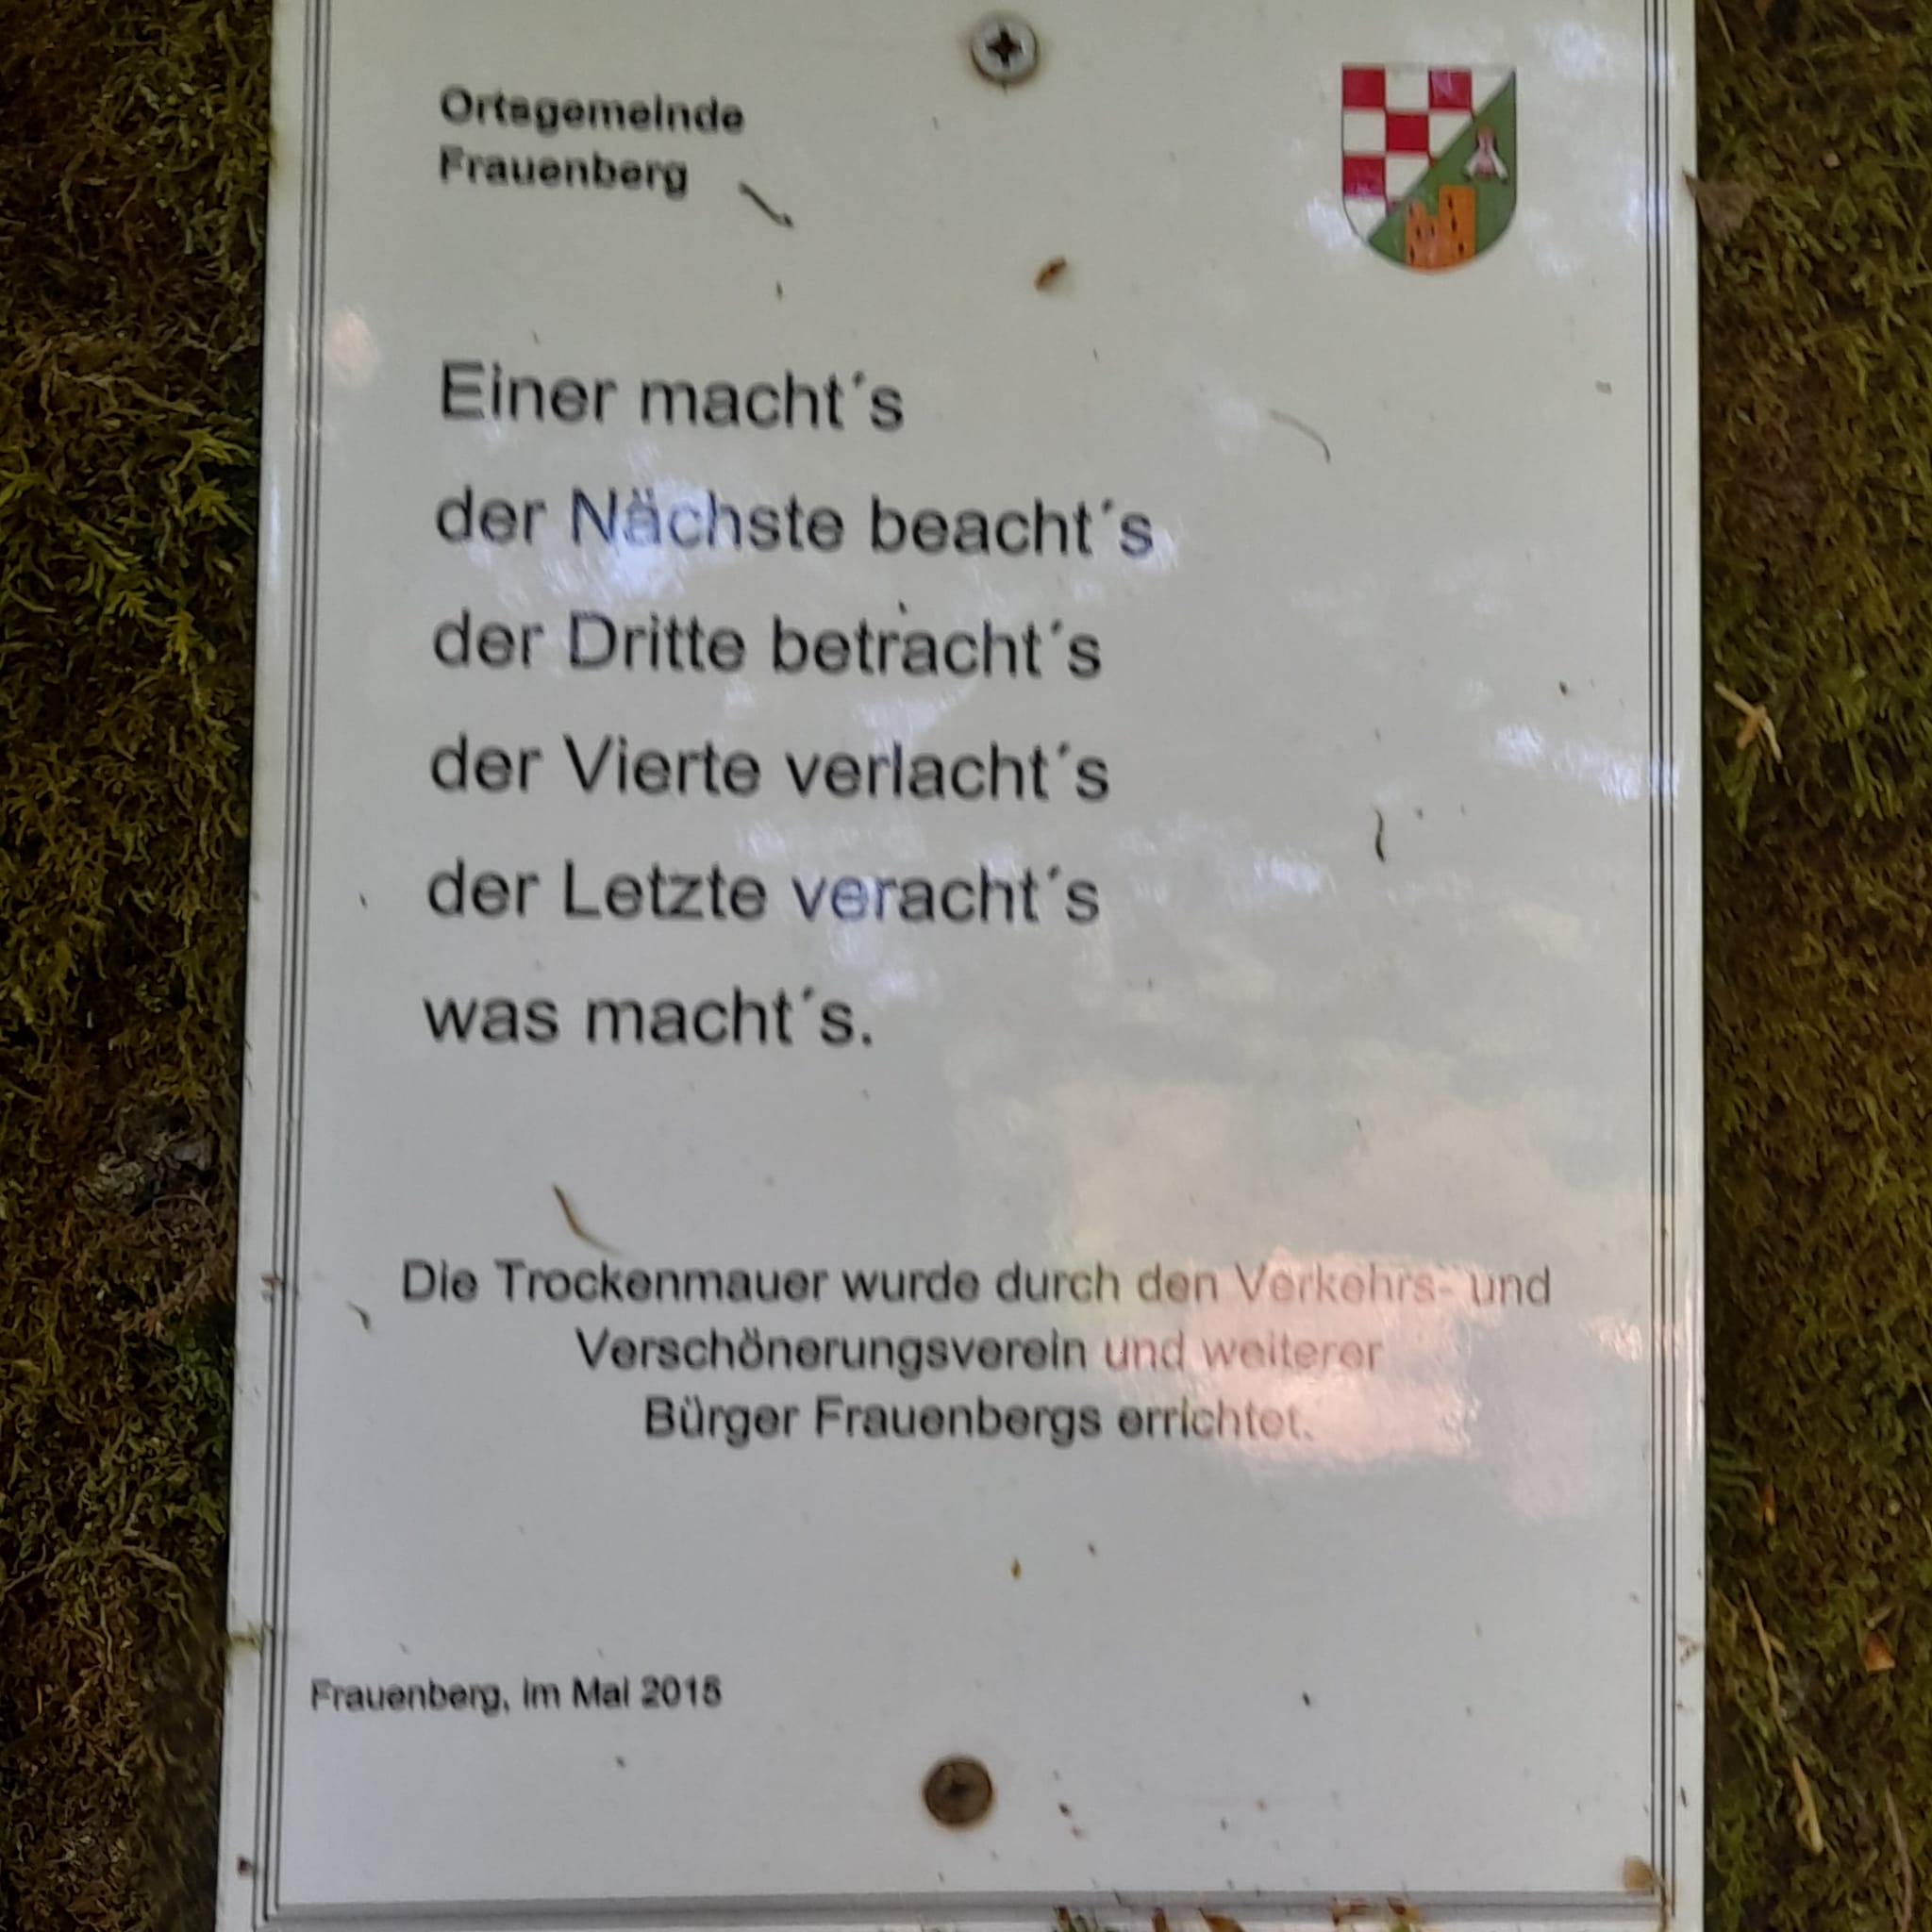 Ortsgemeinde
Frauenberg
Einer macht´s
der Nächste beacht´s
der Dritte betracht´s
der Vierte verlacht´s
der Letzte veracht´s
was macht´s.
Die Trockenmauer wurde durch den Verkehrs- und
Verschönerungsverein und weiterer
Bürger Frauenbergs errichtet.
Frauenberg, im Mai 2015